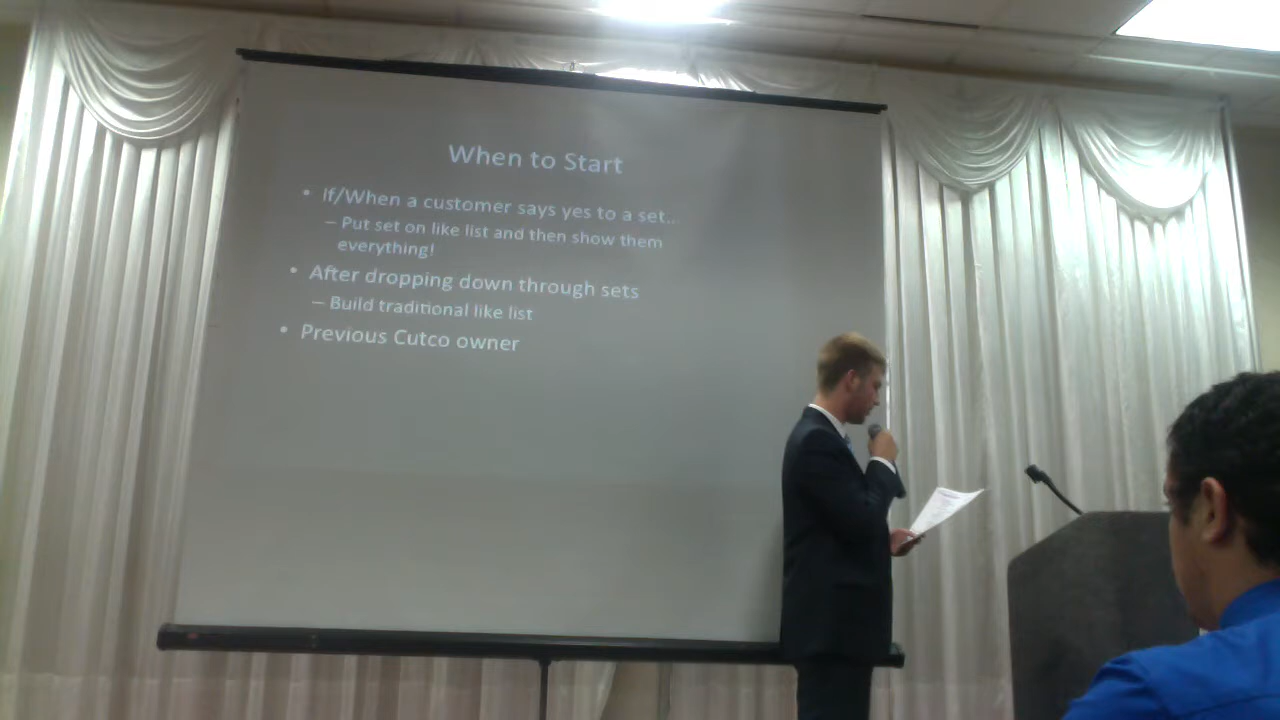 When to Start
• If/When a customer says yes to a set...
– Put set on like list and then show them
everything!
• After dropping down through sets
– Build traditional like list
• Previous Cutco owner